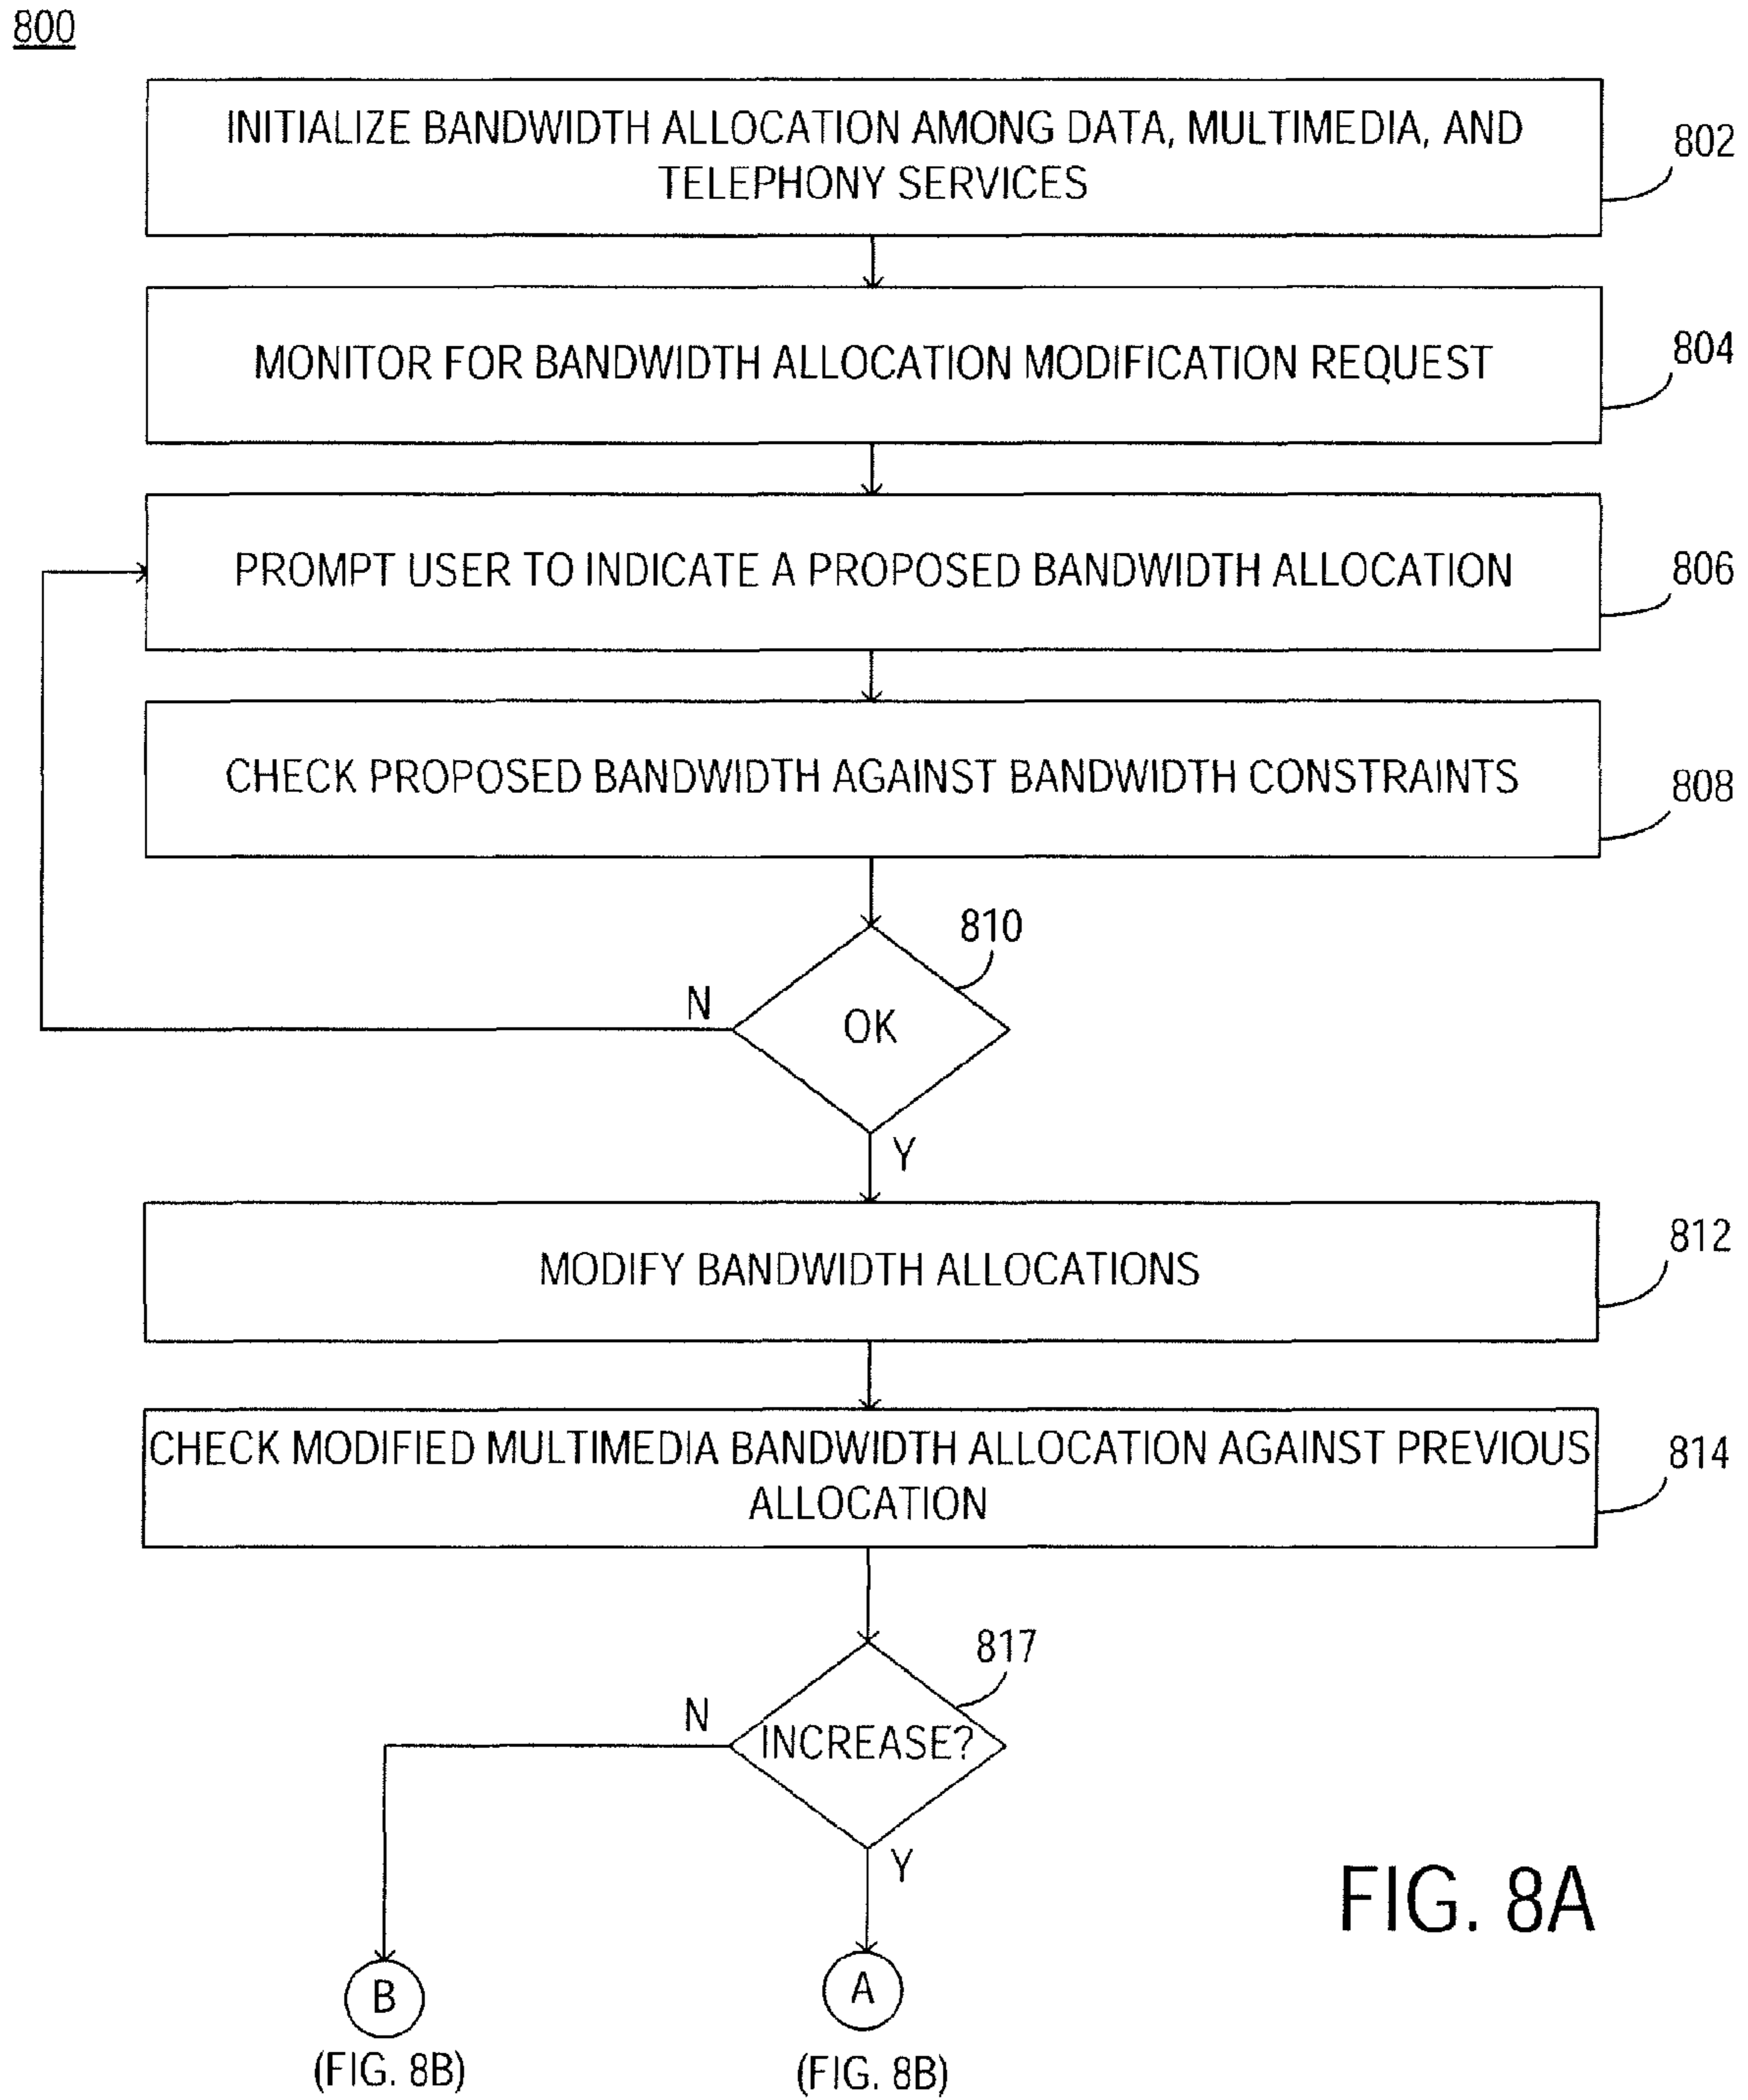 800
INITIALIZE BANDWIDTH ALLOCATION AMONG DATA, MULTIMEDIA, AND
TELEPHONY SERVICES
802
MONITOR FOR BANDWIDTH ALLOCATION MODIFICATION REQUEST
804
PROMPT USER TO INDICATE A PROPOSED BANDWIDTH ALLOCATION
806
CHECK PROPOSED BANDWIDTH AGAINST BANDWIDTH CONSTRAINTS
808
810
N
OK
Y
MODIFY BANDWIDTH ALLOCATIONS
812
CHECK MODIFIED MULTIMEDIA BANDWIDTH ALLOCATION AGAINST PREVIOUS
ALLOCATION
814
817
N
INCREASE?
Y
FIG. 8A
B
A
(FIG. 8B)
(FIG. 8B)